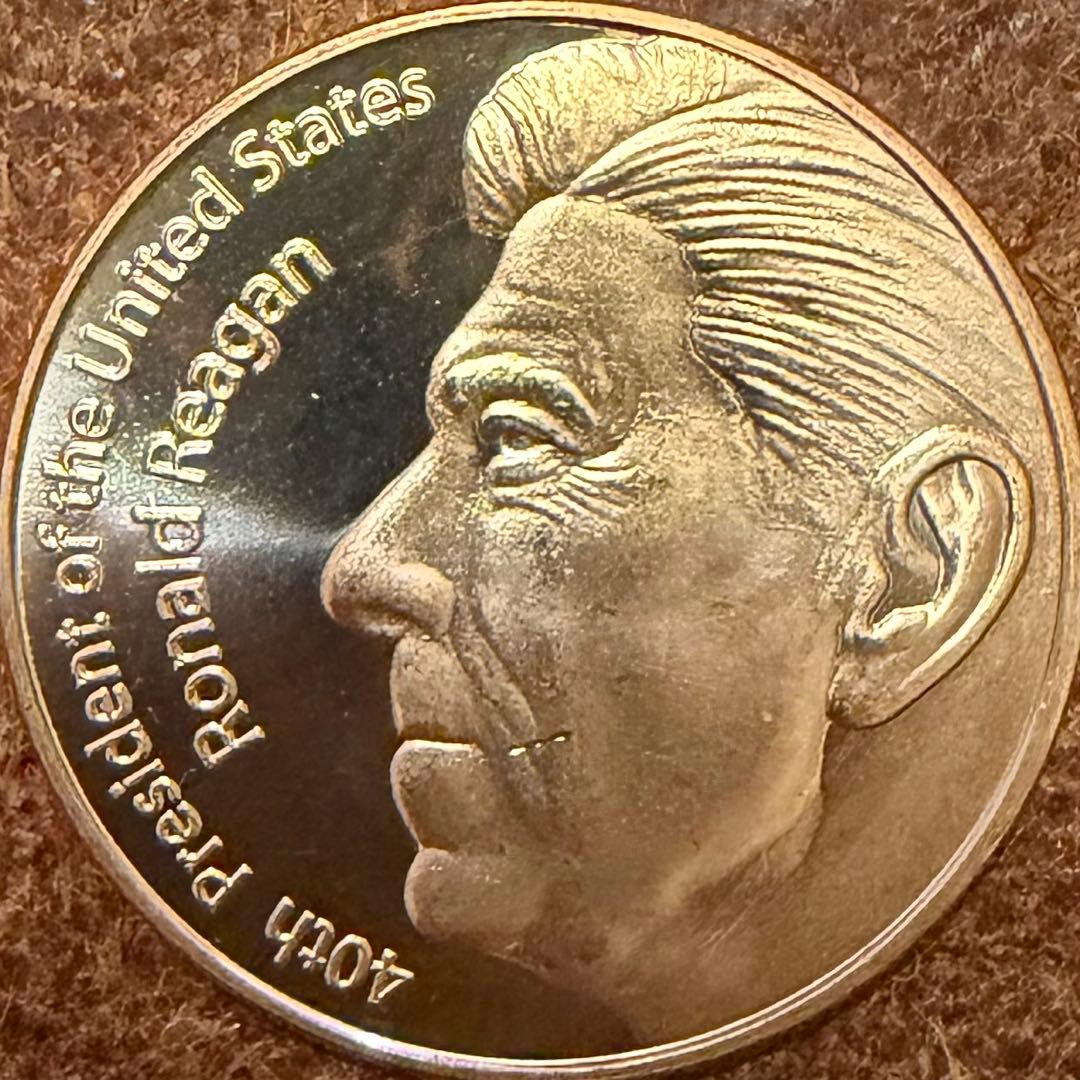 40th President of the United States
Ronald Reagan